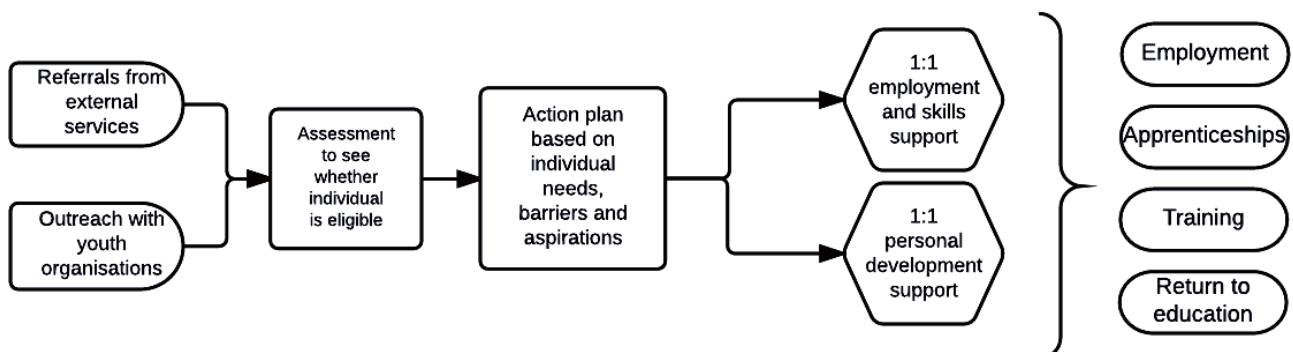 Referrals from
external
services
Outreach with
youth
organisations
Assessment
to see
whether
individual
is eligible
Action plan
based on
individual
needs,
barriers and
aspirations
1:1
employment
and skills
support
1:1
personal
development
support
Employment
Apprenticeships
Training
Return to
education